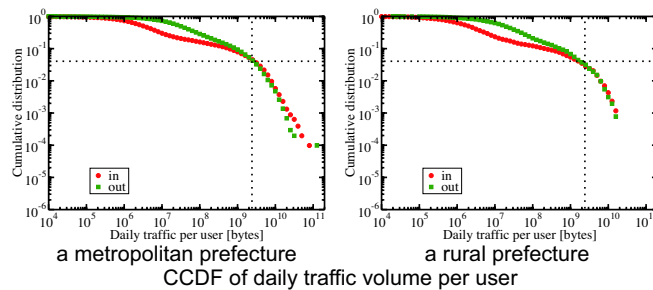 Cumulative distribution
10^0
10^-1
10^-2
10^-3
10^-4
10^-5
10^-6
in
out
10^4 10^5 10^6 10^7 10^8 10^9 10^10 10^11
Daily traffic per user [bytes]
a metropolitan prefecture
Cumulative distribution
10^0
10^-1
10^-2
10^-3
10^-4
10^-5
10^-6
in
out
10^4 10^5 10^6 10^7 10^8 10^9 10^10
Daily traffic per user [bytes]
a rural prefecture
CCDF of daily traffic volume per user